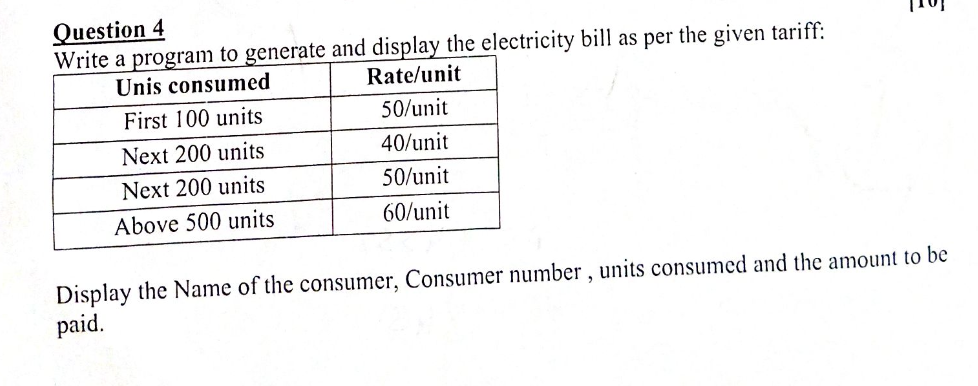 Question 4
Write a program to generate and display the electricity bill as per the given tariff:
Unis consumed Rate/unit
First 100 units 50/unit
Next 200 units 40/unit
Next 200 units 50/unit
Above 500 units 60/unit
Display the Name of the consumer, Consumer number , units consumed and the amount to be
paid.